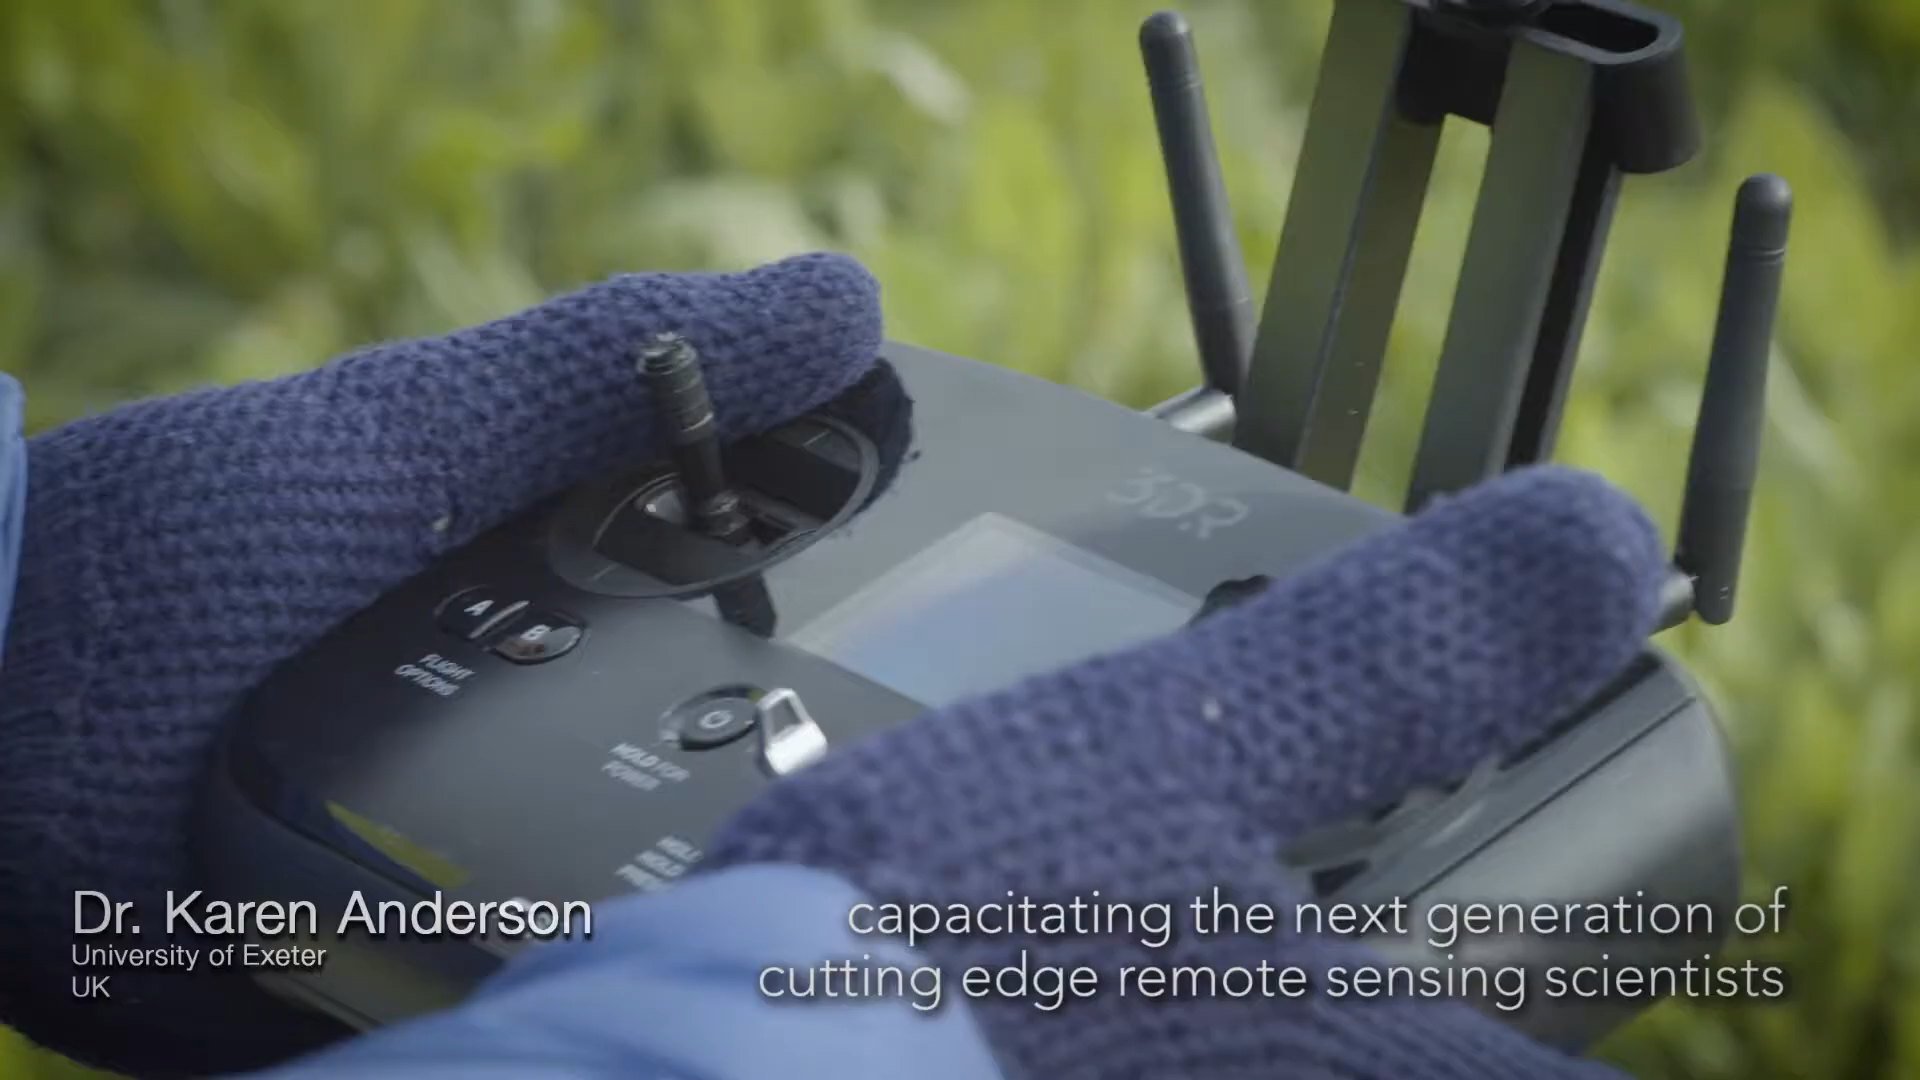 3DR
A
B
FLIGHT
OPTIONS
HOLD FOR
POWER
Dr. Karen Anderson
University of Exeter
UK
capacitating the next generation of
cutting edge remote sensing scientists